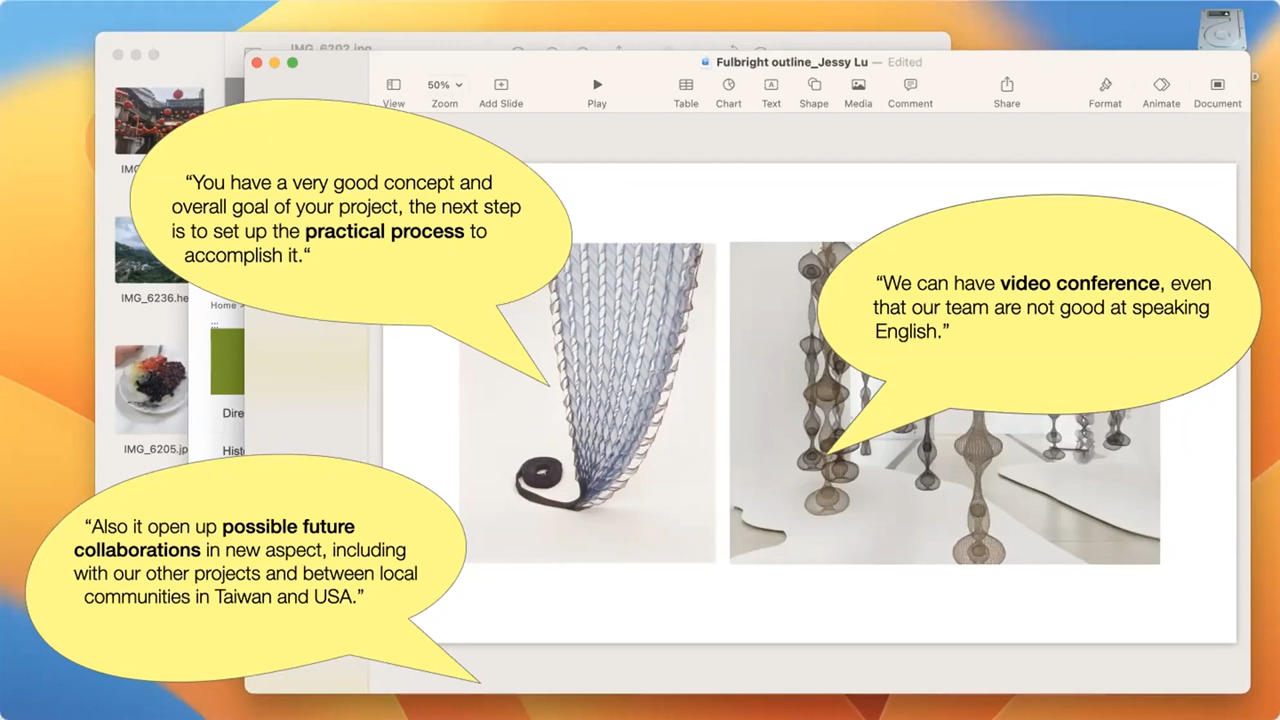 IMG_6202.jpg
Fulbright outline_Jessy Lu — Edited
50%
View
Zoom
Add Slide
Play
Table
Chart
Text
Shape
Media
Comment
Share
Format
Animate
Document
“You have a very good concept and
overall goal of your project, the next step
is to set up the practical process to
accomplish it.“
“We can have video conference, even
that our team are not good at speaking
English.”
IMG_6236.he
Home >
IMG_6205.jp
Dire
Hist
“Also it open up possible future
collaborations in new aspect, including
with our other projects and between local
communities in Taiwan and USA.”